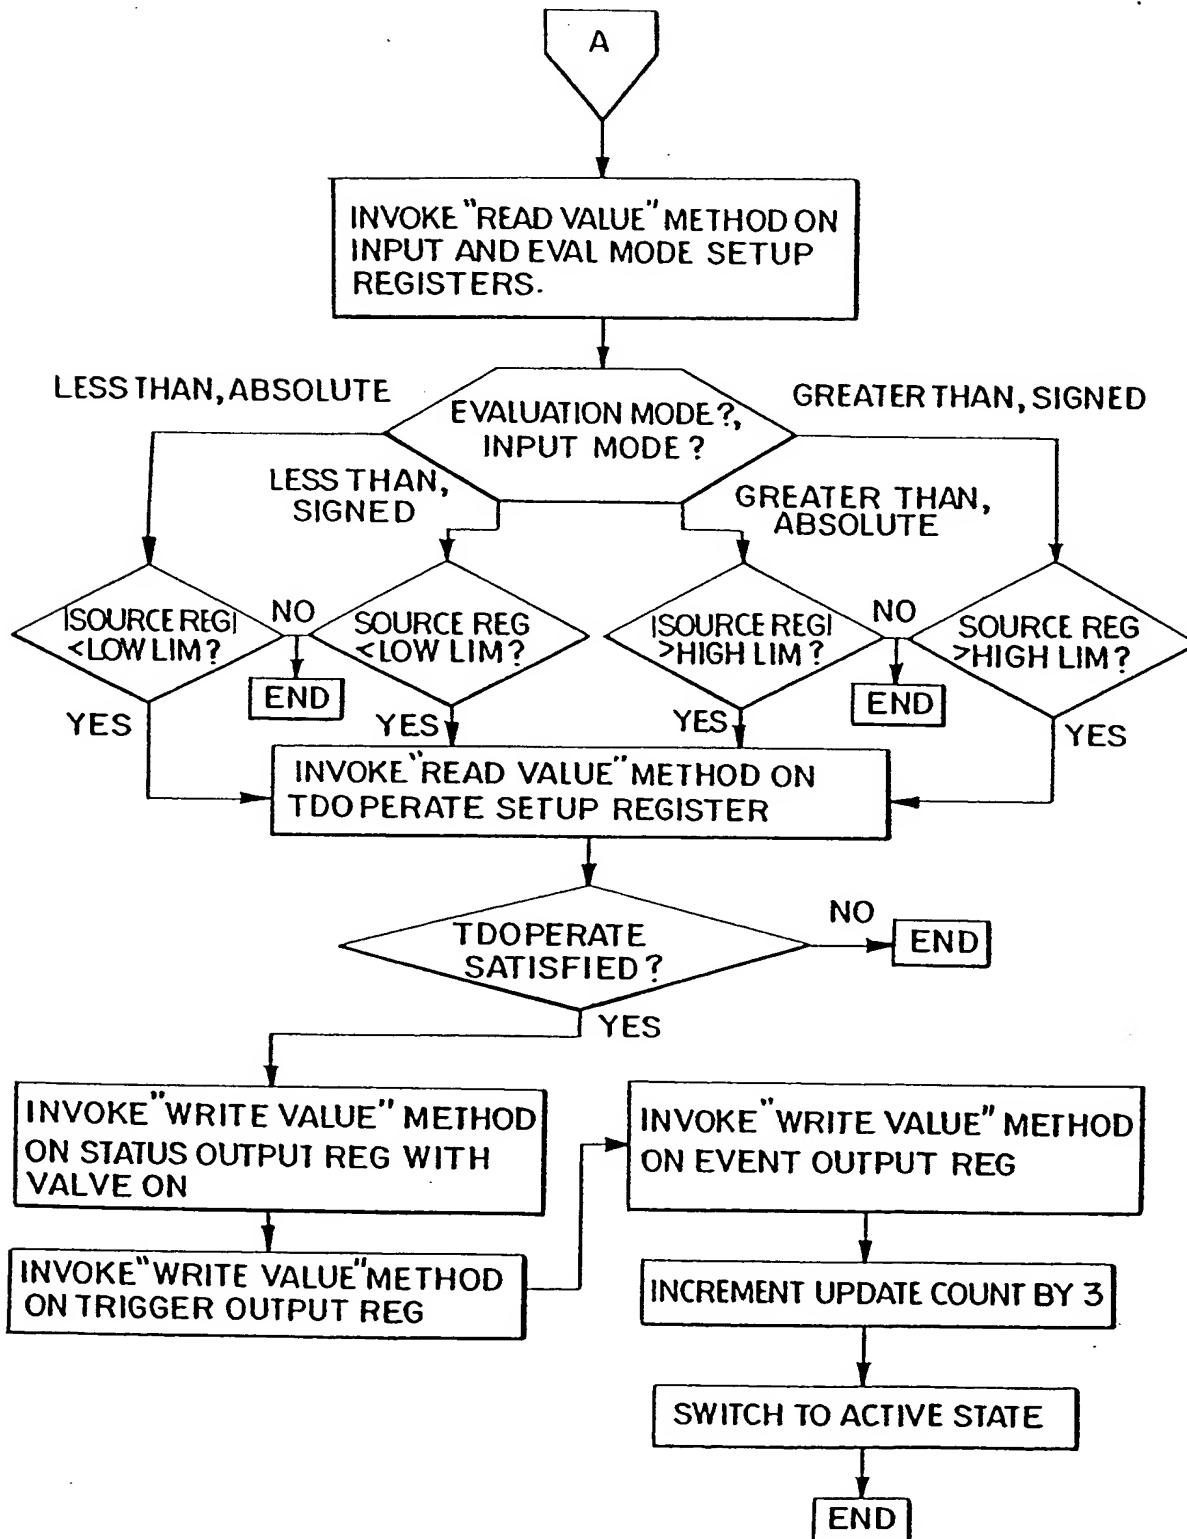 A
INVOKE "READ VALUE" METHOD ON
INPUT AND EVAL MODE SETUP
REGISTERS.
LESS THAN, ABSOLUTE
EVALUATION MODE?,
INPUT MODE?
GREATER THAN, SIGNED
LESS THAN,
SIGNED
GREATER THAN,
ABSOLUTE
|SOURCE REG|
<LOW LIM?
NO
SOURCE REG
<LOW LIM?
|SOURCE REG|
>HIGH LIM?
NO
SOURCE REG
>HIGH LIM?
END
END
YES
YES
YES
YES
INVOKE "READ VALUE" METHOD ON
TDOPERATE SETUP REGISTER
TDOPERATE
SATISFIED?
NO
END
YES
INVOKE "WRITE VALUE" METHOD
ON STATUS OUTPUT REG WITH
VALVE ON
INVOKE "WRITE VALUE" METHOD
ON TRIGGER OUTPUT REG
INVOKE "WRITE VALUE" METHOD
ON EVENT OUTPUT REG
INCREMENT UPDATE COUNT BY 3
SWITCH TO ACTIVE STATE
END